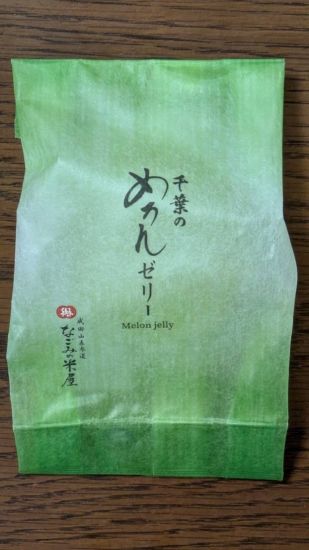 千葉の
めろんゼリー
Melon jelly
成田山表参道
なごみの米屋